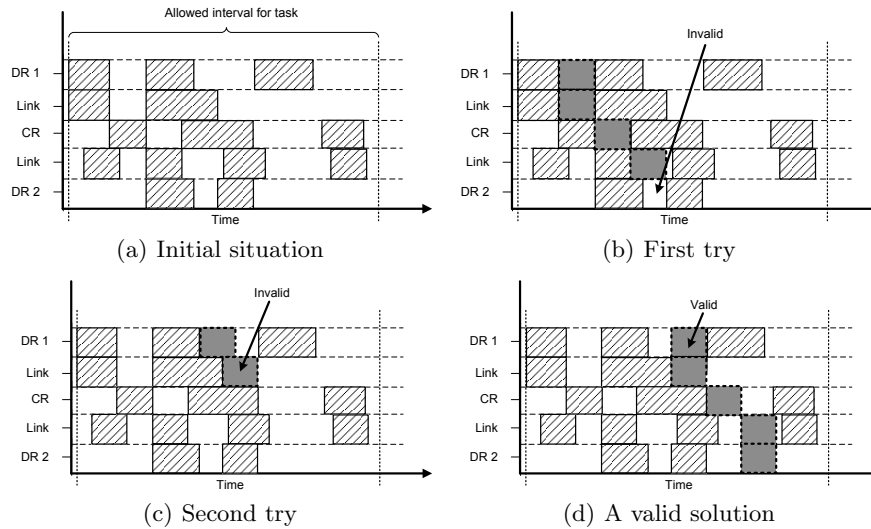 Allowed interval for task
DR 1
Link
CR
Link
DR 2
Time
(a) Initial situation
Invalid
DR 1
Link
CR
Link
DR 2
Time
(b) First try
Invalid
DR 1
Link
CR
Link
DR 2
Time
(c) Second try
Valid
DR 1
Link
CR
Link
DR 2
Time
(d) A valid solution